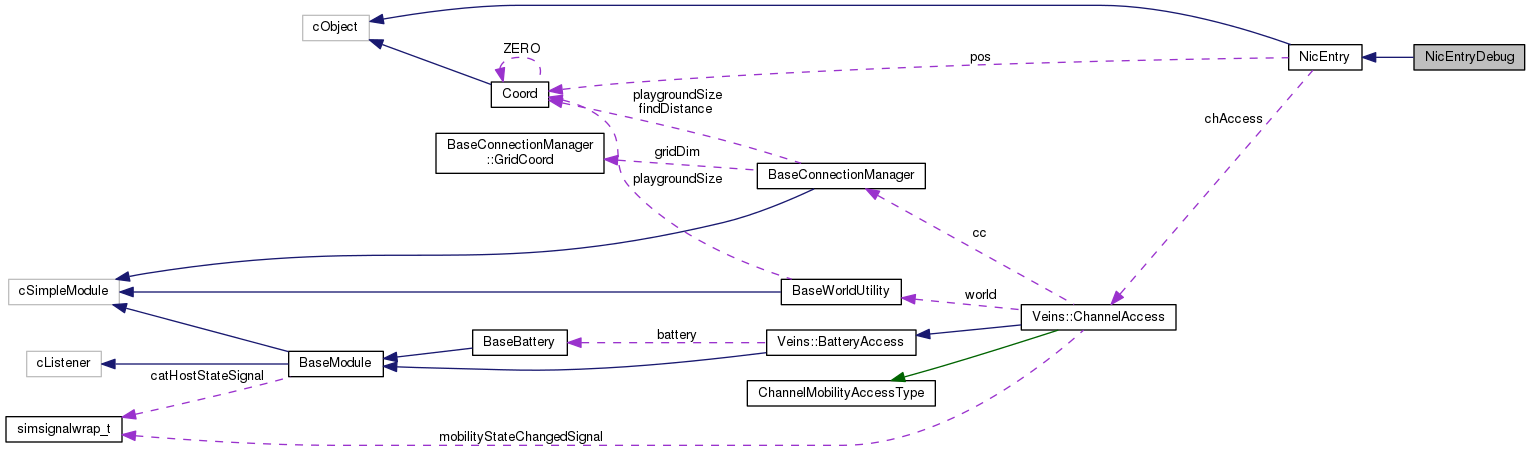 cObject
ZERO
pos
NicEntry
NicEntryDebug
Coord
playgroundSize
findDistance
chAccess
BaseConnectionManager
::GridCoord
gridDim
BaseConnectionManager
playgroundSize
cc
cSimpleModule
BaseWorldUtility
world
Veins::ChannelAccess
BaseBattery
battery
Veins::BatteryAccess
cListener
BaseModule
catHostStateSignal
ChannelMobilityAccessType
simsignalwrap_t
mobilityStateChangedSignal